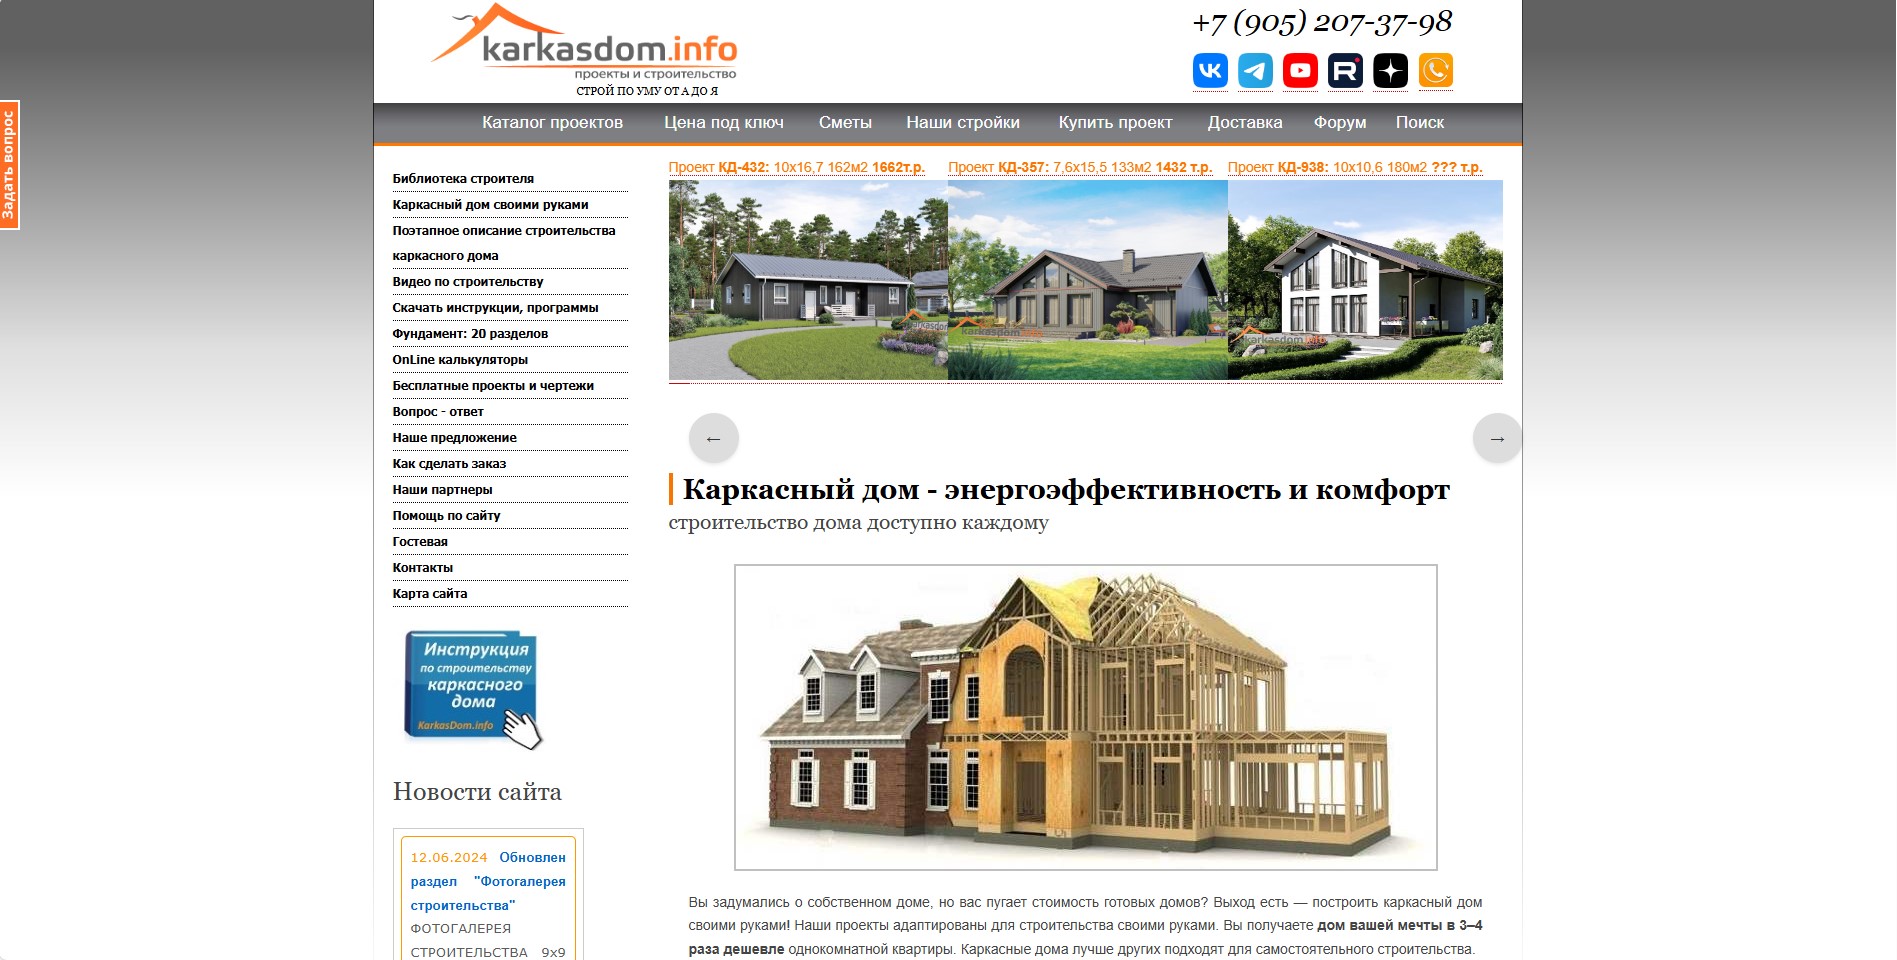 karkasdom.info
проекты и строительство
СТРОЙ ПО УМУ ОТ А ДО Я
+7 (905) 207-37-98
Задать вопрос
Каталог проектов Цена под ключ Сметы Наши стройки Купить проект Доставка Форум Поиск
Библиотека строителя
Каркасный дом своими руками
Поэтапное описание строительства
каркасного дома
Видео по строительству
Скачать инструкции, программы
Фундамент: 20 разделов
OnLine калькуляторы
Бесплатные проекты и чертежи
Вопрос - ответ
Наше предложение
Как сделать заказ
Наши партнеры
Помощь по сайту
Гостевая
Контакты
Карта сайта
Инструкция
по строительству
каркасного
дома
KarkasDom.info
Новости сайта
12.06.2024 Обновлен
раздел "Фотогалерея
строительства"
ФОТОГАЛЕРЕЯ
СТРОИТЕЛЬСТВА 9х9
Проект КД-432: 10х16,7 162м2 1662т.р.
Проект КД-357: 7,6х15,5 133м2 1432 т.р.
Проект КД-938: 10х10,6 180м2 ??? т.р.
karkasdom.info
← →
Каркасный дом - энергоэффективность и комфорт
строительство дома доступно каждому
Вы задумались о собственном доме, но вас пугает стоимость готовых домов? Выход есть — построить каркасный дом
своими руками! Наши проекты адаптированы для строительства своими руками. Вы получаете дом вашей мечты в 3–4
раза дешевле однокомнатной квартиры. Каркасные дома лучше других подходят для самостоятельного строительства.